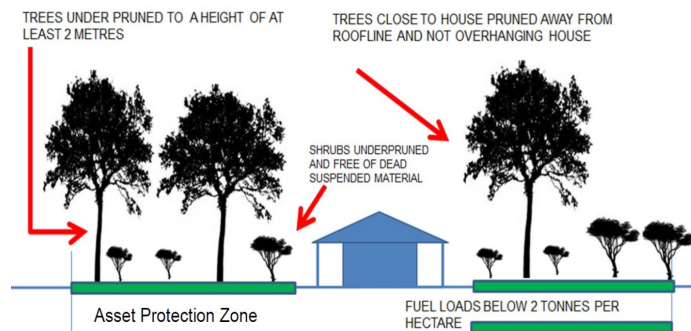 TREES UNDER PRUNED TO A HEIGHT OF AT
LEAST 2 METRES
TREES CLOSE TO HOUSE PRUNED AWAY FROM
ROOFLINE AND NOT OVERHANGING HOUSE
SHRUBS UNDERPRUNED
AND FREE OF DEAD
SUSPENDED MATERIAL
Asset Protection Zone
FUEL LOADS BELOW 2 TONNES PER
HECTARE